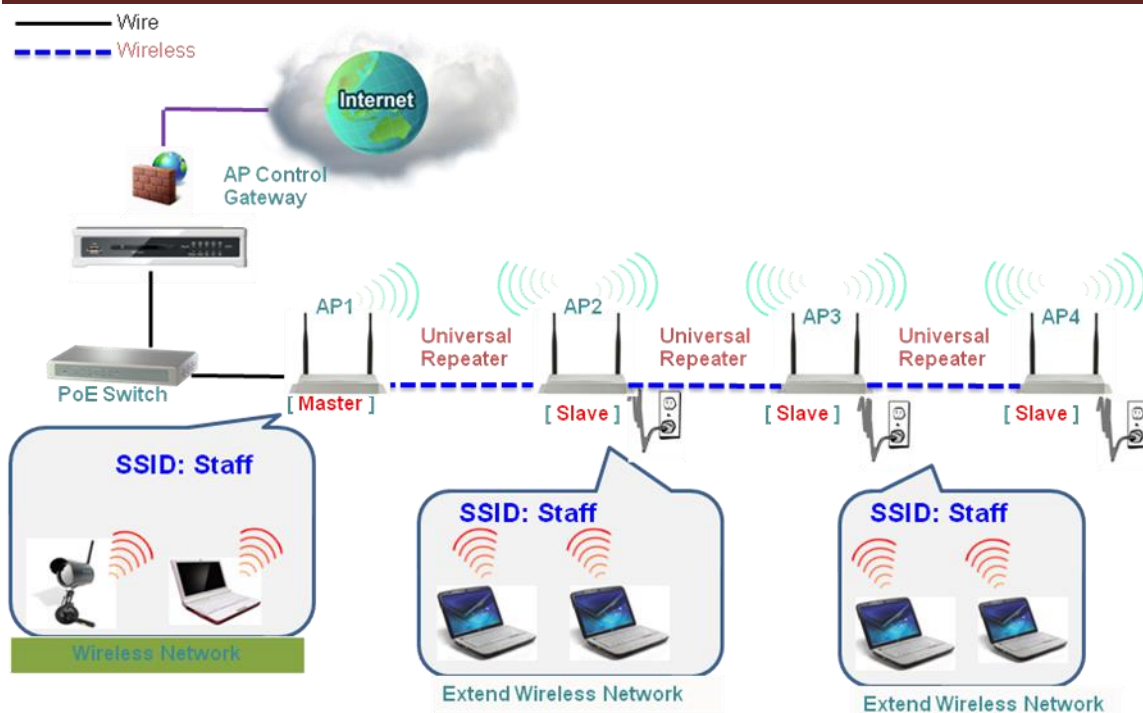 Wire
Wireless
Internet
AP Control
Gateway
AP1
AP2
AP3
AP4
Universal
Repeater
Universal
Repeater
Universal
Repeater
PoE Switch
[ Master ]
[ Slave ]
[ Slave ]
[ Slave ]
SSID: Staff
SSID: Staff
SSID: Staff
Wireless Network
Extend Wireless Network
Extend Wireless Network